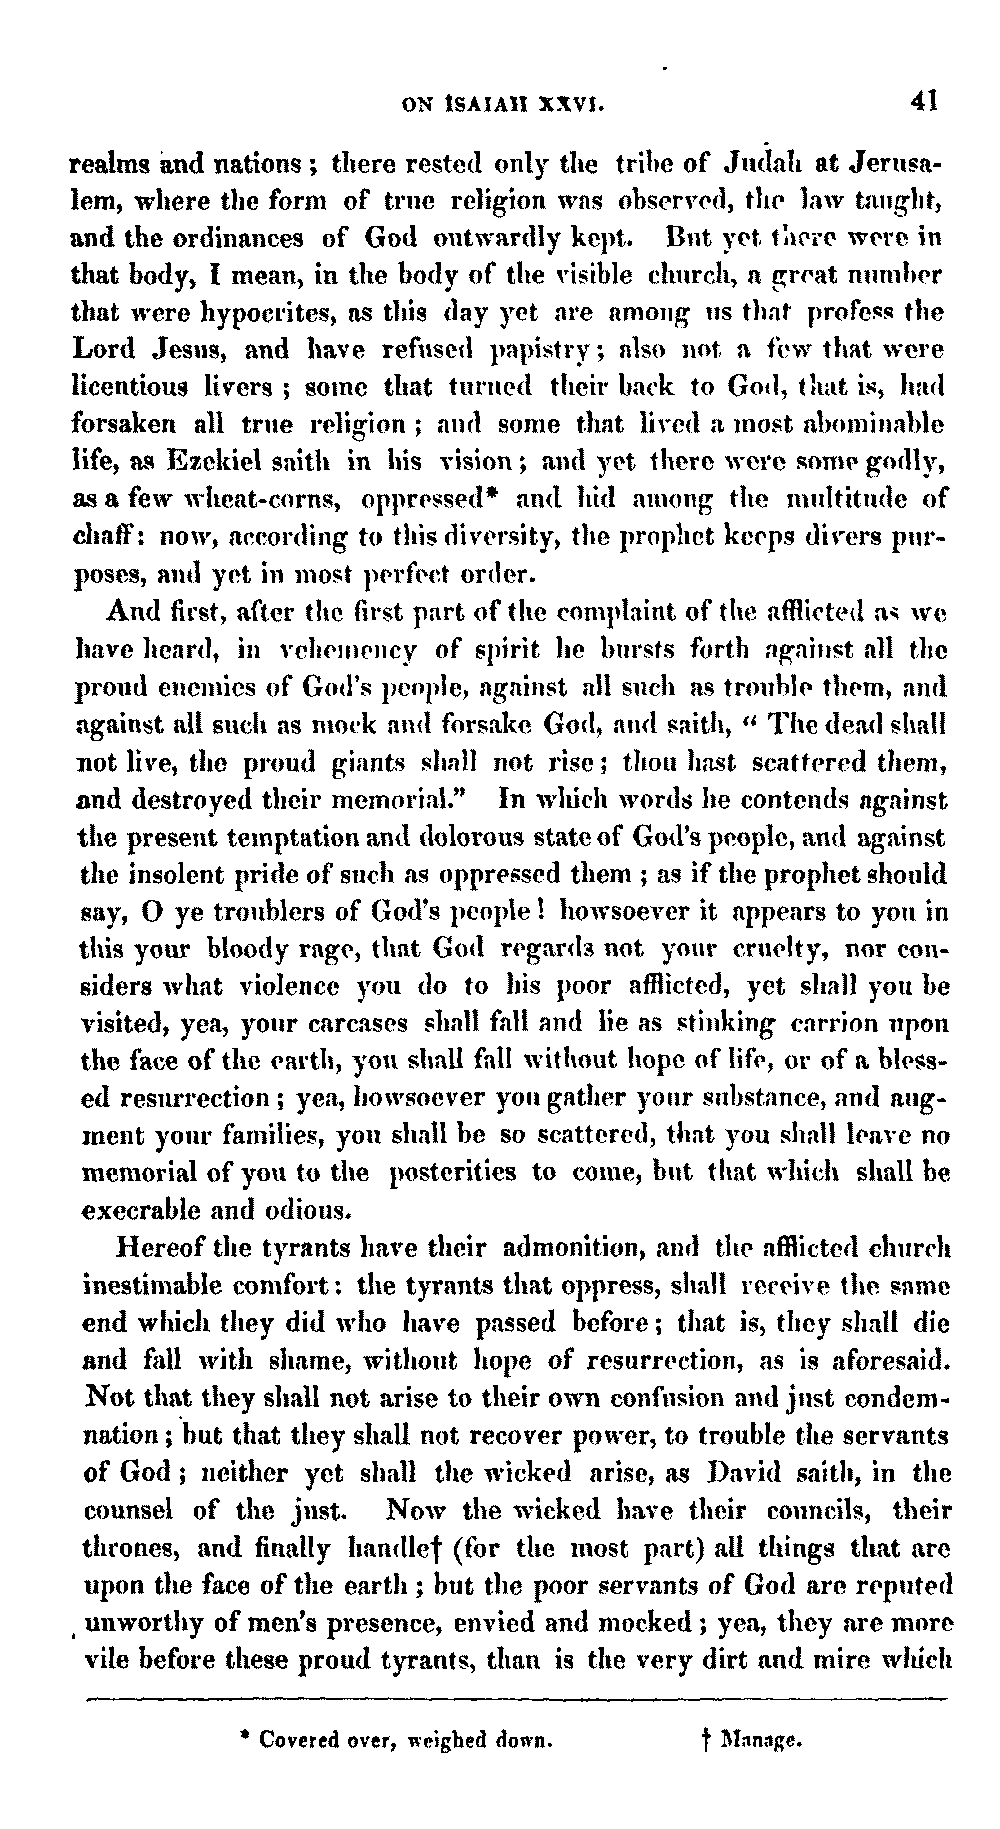 ON ISAIAH XXVI. 41
realms and nations; there rested only the tribe of Judah at Jerusa-
lem, where the form of true religion was observed, the law taught,
and the ordinances of God outwardly kept. But yet there were in
that body, I mean, in the body of the visible church, a great number
that were hypocrites, as this day yet are among us that profess the
Lord Jesus, and have refused papistry; also not a few that were
licentious livers; some that turned their back to God, that is, had
forsaken all true religion; and some that lived a most abominable
life, as Ezekiel saith in his vision; and yet there were some godly,
as a few wheat-corns, oppressed* and hid among the multitude of
chaff: now, according to this diversity, the prophet keeps divers pur-
poses, and yet in most perfect order.
And first, after the first part of the complaint of the afflicted as we
have heard, in vehemency of spirit he bursts forth against all the
proud enemies of God's people, against all such as trouble them, and
against all such as mock and forsake God, and saith, “ The dead shall
not live, the proud giants shall not rise; thou hast scattered them,
and destroyed their memorial.” In which words he contends against
the present temptation and dolorous state of God's people, and against
the insolent pride of such as oppressed them; as if the prophet should
say, O ye troublers of God's people! howsoever it appears to you in
this your bloody rage, that God regards not your cruelty, nor con-
siders what violence you do to his poor afflicted, yet shall you be
visited, yea, your carcases shall fall and lie as stinking carrion upon
the face of the earth, you shall fall without hope of life, or of a bless-
ed resurrection; yea, howsoever you gather your substance, and aug-
ment your families, you shall be so scattered, that you shall leave no
memorial of you to the posterities to come, but that which shall be
execrable and odious.
Hereof the tyrants have their admonition, and the afflicted church
inestimable comfort: the tyrants that oppress, shall receive the same
end which they did who have passed before; that is, they shall die
and fall with shame, without hope of resurrection, as is aforesaid.
Not that they shall not arise to their own confusion and just condem-
nation; but that they shall not recover power, to trouble the servants
of God; neither yet shall the wicked arise, as David saith, in the
counsel of the just. Now the wicked have their councils, their
thrones, and finally handle† (for the most part) all things that are
upon the face of the earth; but the poor servants of God are reputed
unworthy of men's presence, envied and mocked; yea, they are more
vile before these proud tyrants, than is the very dirt and mire which
* Covered over, weighed down. † Manage.